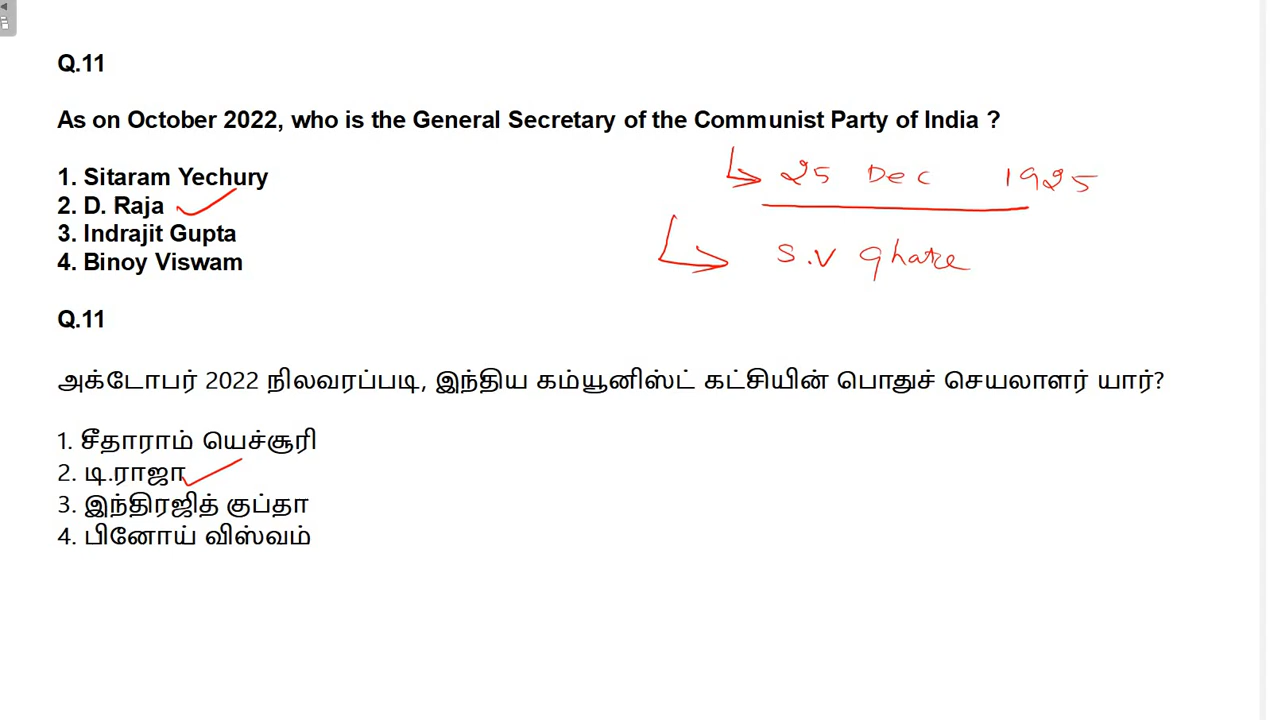 Q.11
As on October 2022, who is the General Secretary of the Communist Party of India ?
25 Dec 1925
1. Sitaram Yechury
2. D. Raja
3. Indrajit Gupta
S.V Ghate
4. Binoy Viswam
Q.11
அக்டோபர் 2022 நிலவரப்படி, இந்திய கம்யூனிஸ்ட் கட்சியின் பொதுச் செயலாளர் யார்?
1. சீதாராம் யெச்சூரி
2. டி.ராஜா
3. இந்திரஜித் குப்தா
4. பினோய் விஸ்வம்